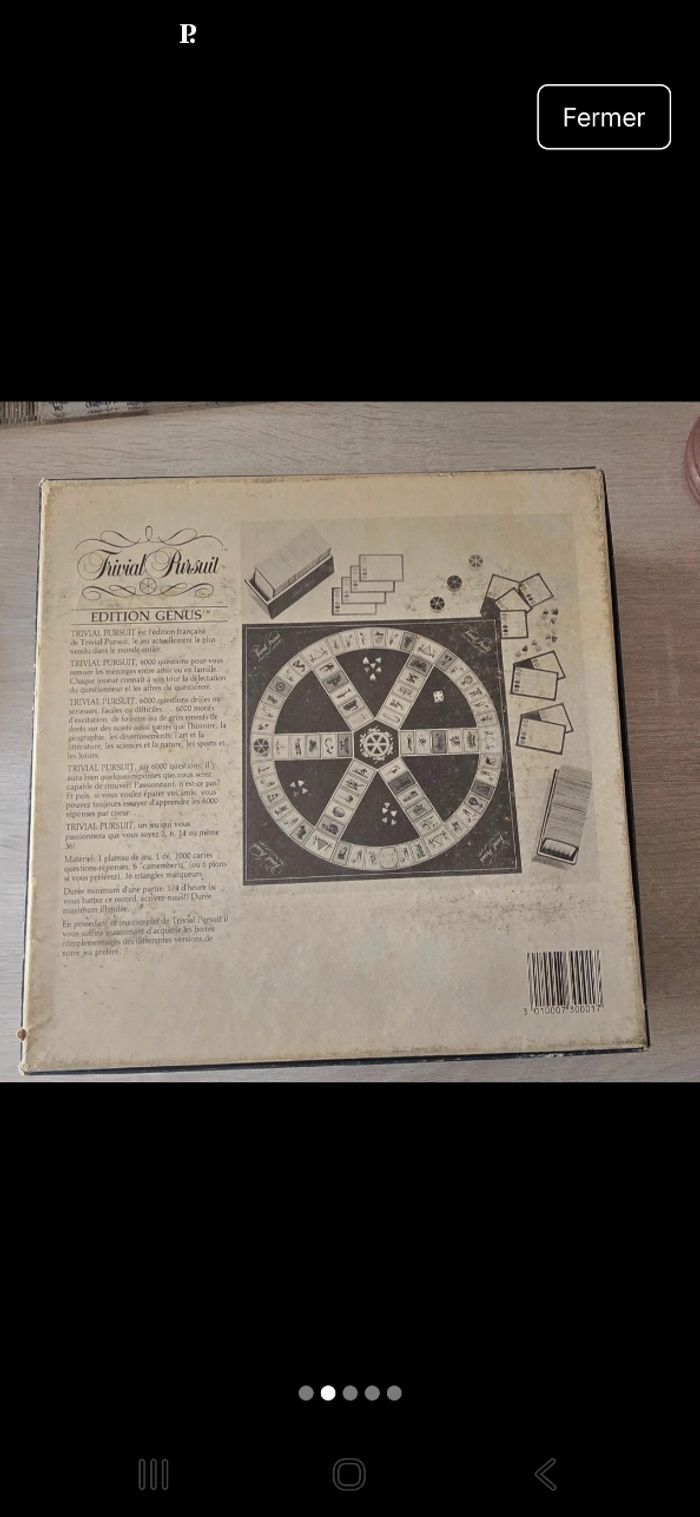 P.
Fermer
Trivial Pursuit
EDITION GENUS™
TRIVIAL PURSUIT est l'édition française
de Trivial Pursuit, le jeu actuellement le plus
vendu dans le monde entier.
TRIVIAL PURSUIT, 6000 questions pour vous
remuer les méninges entre amis ou en famille.
Chaque joueur connaît à son tour la délectation
du questionneur et les affres du questionné.
TRIVIAL PURSUIT, 6000 questions drôles ou
sérieuses, faciles ou difficiles ... 6000 motifs
d'excitation, de fou-rire ou de grincements de
dents sur des sujets aussi variés que l'histoire, la
géographie, les divertissements, l'art et la
littérature, les sciences et la nature, les sports et
les loisirs.
TRIVIAL PURSUIT, sur 6000 questions, il y
aura bien quelques réponses que vous serez
capable de trouver! Passionnant, n'est-ce pas?
Et puis, si vous voulez épater vos amis, vous
pouvez toujours essayer d'apprendre les 6000
réponses par coeur ...
TRIVIAL PURSUIT, un jeu qui vous
passionnera que vous soyez 2, 6, 14 ou même
36!
Matériel: 1 plateau de jeu, 1 dé, 1000 cartes
questions-réponses, 6 "camemberts" (ou 6 pions
si vous préférez), 36 triangles marqueurs.
Durée minimum d'une partie: 1/4 d'heure (si
vous battez ce record, écrivez-nous!) Durée
maximum illimitée.
En possédant ce jeu complet de Trivial Pursuit il
vous suffira maintenant d'acquérir les boîtes
complémentaires des différentes versions de
votre jeu préféré.
3 010007 300017